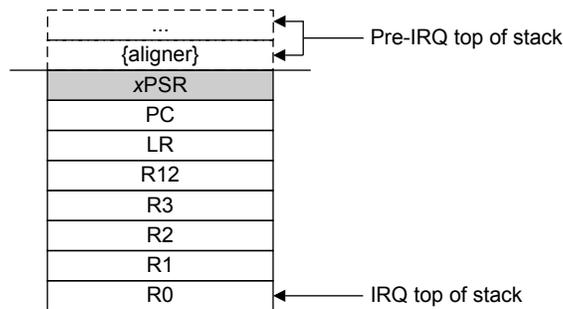 ...
Pre-IRQ top of stack
{aligner}
xPSR
PC
LR
R12
R3
R2
R1
R0
IRQ top of stack